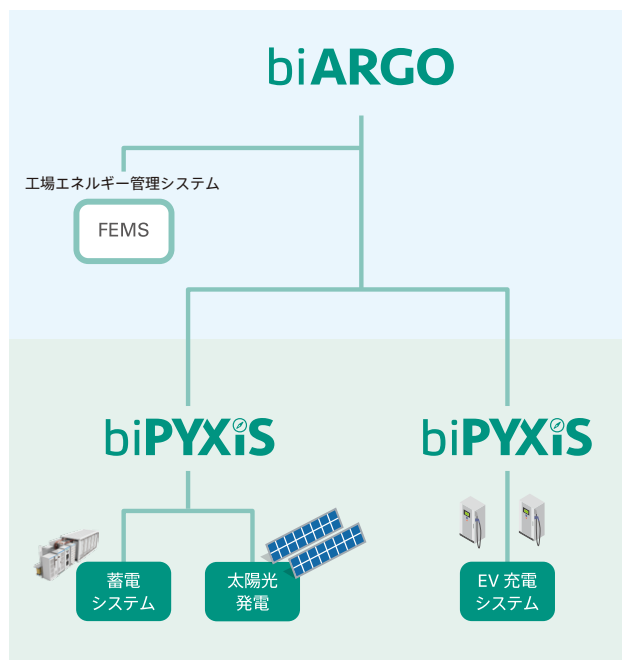 biARGO
工場エネルギー管理システム
FEMS
biPYXiS
biPYXiS
蓄電
システム
太陽光
発電
EV 充電
システム